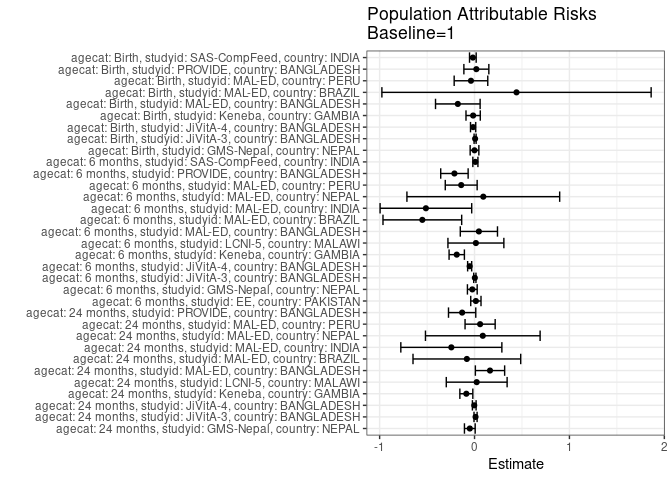 Population Attributable Risks
Baseline=1
agecat: Birth, studyid: SAS-CompFeed, country: INDIA
agecat: Birth, studyid: PROVIDE, country: BANGLADESH
agecat: Birth, studyid: MAL-ED, country: PERU
agecat: Birth, studyid: MAL-ED, country: BRAZIL
agecat: Birth, studyid: MAL-ED, country: BANGLADESH
agecat: Birth, studyid: Keneba, country: GAMBIA
agecat: Birth, studyid: JiVitA-4, country: BANGLADESH
agecat: Birth, studyid: JiVitA-3, country: BANGLADESH
agecat: Birth, studyid: GMS-Nepal, country: NEPAL
agecat: 6 months, studyid: SAS-CompFeed, country: INDIA
agecat: 6 months, studyid: PROVIDE, country: BANGLADESH
agecat: 6 months, studyid: MAL-ED, country: PERU
agecat: 6 months, studyid: MAL-ED, country: NEPAL
agecat: 6 months, studyid: MAL-ED, country: INDIA
agecat: 6 months, studyid: MAL-ED, country: BRAZIL
agecat: 6 months, studyid: MAL-ED, country: BANGLADESH
agecat: 6 months, studyid: LCNI-5, country: MALAWI
agecat: 6 months, studyid: Keneba, country: GAMBIA
agecat: 6 months, studyid: JiVitA-4, country: BANGLADESH
agecat: 6 months, studyid: JiVitA-3, country: BANGLADESH
agecat: 6 months, studyid: GMS-Nepal, country: NEPAL
agecat: 6 months, studyid: EE, country: PAKISTAN
agecat: 24 months, studyid: PROVIDE, country: BANGLADESH
agecat: 24 months, studyid: MAL-ED, country: PERU
agecat: 24 months, studyid: MAL-ED, country: NEPAL
agecat: 24 months, studyid: MAL-ED, country: INDIA
agecat: 24 months, studyid: MAL-ED, country: BRAZIL
agecat: 24 months, studyid: MAL-ED, country: BANGLADESH
agecat: 24 months, studyid: LCNI-5, country: MALAWI
agecat: 24 months, studyid: Keneba, country: GAMBIA
agecat: 24 months, studyid: JiVitA-4, country: BANGLADESH
agecat: 24 months, studyid: JiVitA-3, country: BANGLADESH
agecat: 24 months, studyid: GMS-Nepal, country: NEPAL
-1 0 1 2
Estimate